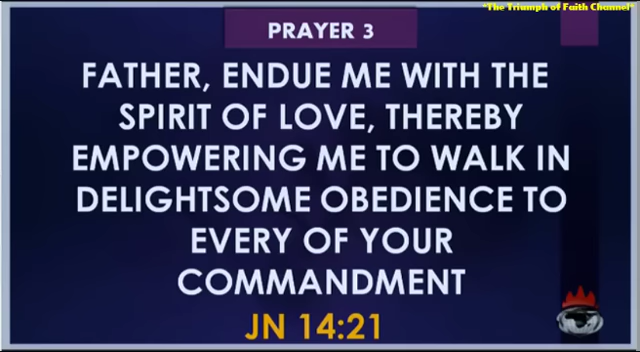 "The Triumph of Faith Channel"
PRAYER 3
FATHER, ENDUE ME WITH THE
SPIRIT OF LOVE, THEREBY
EMPOWERING ME TO WALK IN
DELIGHTSOME OBEDIENCE TO
EVERY OF YOUR
COMMANDMENT
JN 14:21